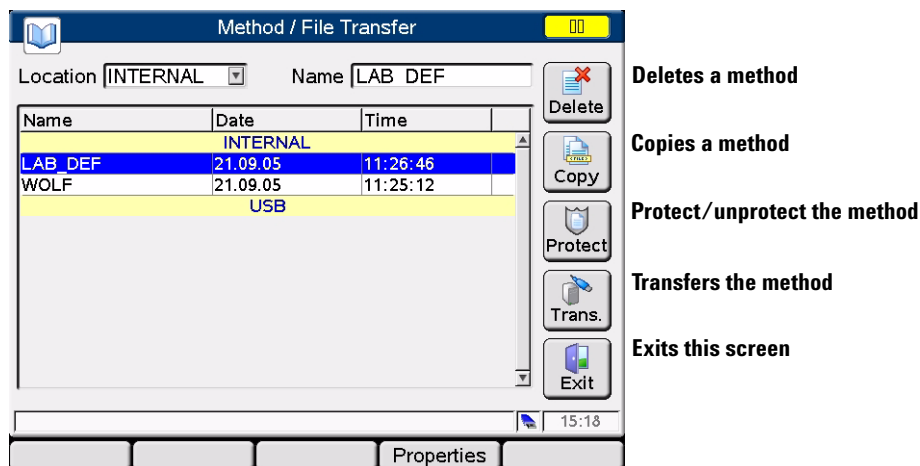 Method / File Transfer
Location INTERNAL Name LAB_DEF
Delete
Deletes a method
Name Date Time
INTERNAL
LAB_DEF 21.09.05 11:26:46
WOLF 21.09.05 11:25:12
USB
Copy
Copies a method
Protect
Protect/unprotect the method
Trans.
Transfers the method
Exit
Exits this screen
15:18
Properties